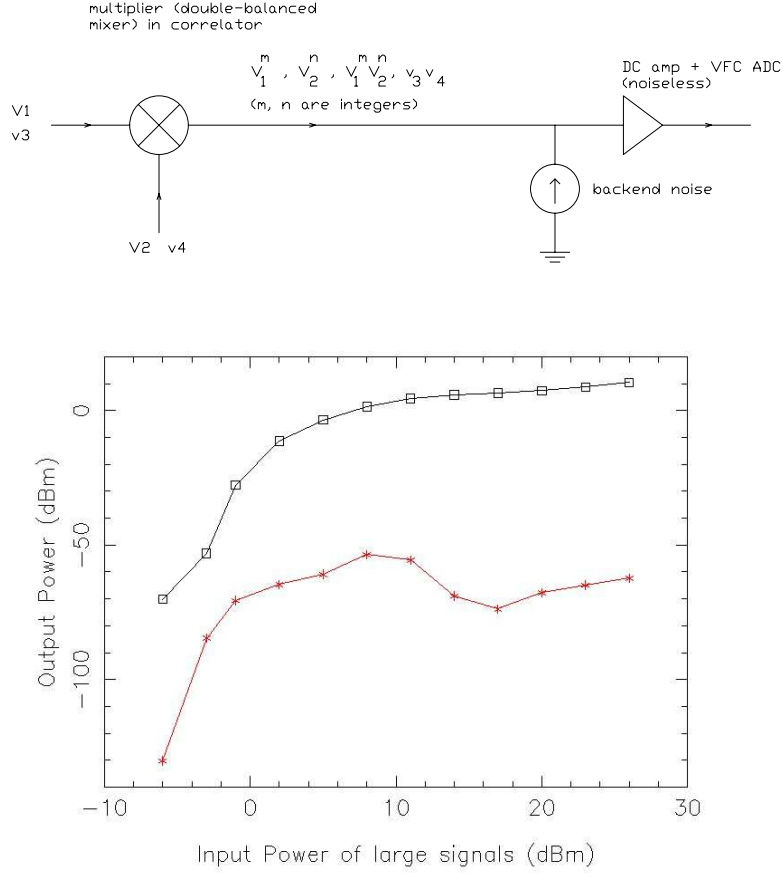 multiplier (double-balanced
mixer) in correlator
V1^m , V2^n , V1^m V2^n, v3 v4
(m, n are integers)
DC amp + VFC ADC
(noiseless)
V1
v3
backend noise
V2 v4
0
−50
−100
Output Power (dBm)
−10 0 10 20 30
Input Power of large signals (dBm)